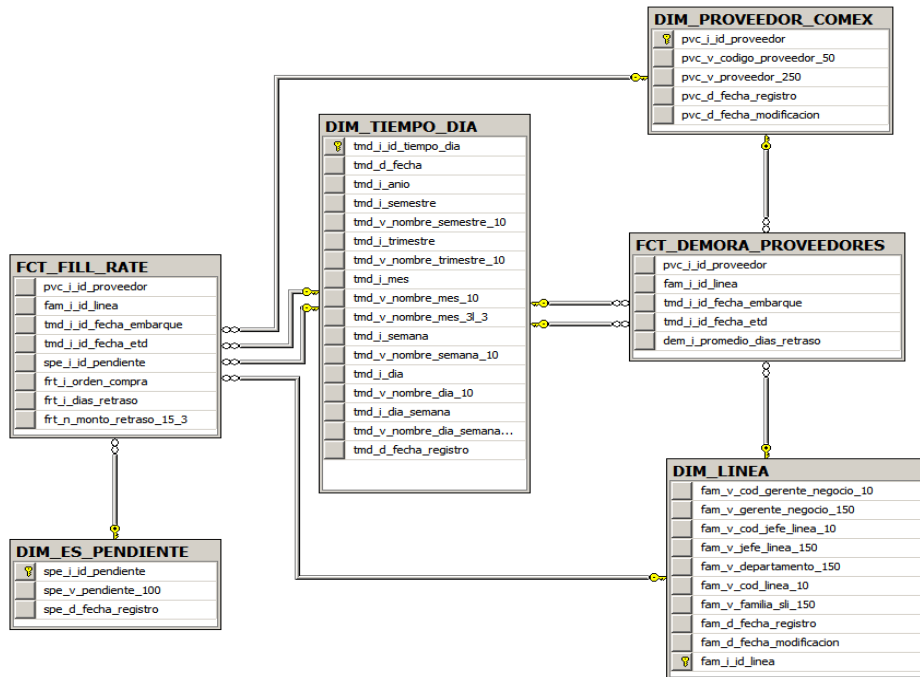 DIM_PROVEEDOR_COMEX
pvc_i_id_proveedor
pvc_v_codigo_proveedor_50
pvc_v_proveedor_250
pvc_d_fecha_registro
pvc_d_fecha_modificacion
DIM_TIEMPO_DIA
tmd_i_id_tiempo_dia
tmd_d_fecha
tmd_i_anio
tmd_i_semestre
tmd_v_nombre_semestre_10
tmd_i_trimestre
tmd_v_nombre_trimestre_10
tmd_i_mes
tmd_v_nombre_mes_10
tmd_v_nombre_mes_3l_3
tmd_i_semana
tmd_v_nombre_semana_10
tmd_i_dia
tmd_v_nombre_dia_10
tmd_i_dia_semana
tmd_v_nombre_dia_semana...
tmd_d_fecha_registro
FCT_DEMORA_PROVEEDORES
pvc_i_id_proveedor
fam_i_id_linea
tmd_i_id_fecha_embarque
tmd_i_id_fecha_etd
dem_i_promedio_dias_retraso
FCT_FILL_RATE
pvc_i_id_proveedor
fam_i_id_linea
tmd_i_id_fecha_embarque
tmd_i_id_fecha_etd
spe_i_id_pendiente
frt_i_orden_compra
frt_i_dias_retraso
frt_n_monto_retraso_15_3
DIM_LINEA
fam_v_cod_gerente_negocio_10
fam_v_gerente_negocio_150
fam_v_cod_jefe_linea_10
fam_v_jefe_linea_150
fam_v_departamento_150
fam_v_cod_linea_10
fam_v_familia_sli_150
fam_d_fecha_registro
fam_d_fecha_modificacion
fam_i_id_linea
DIM_ES_PENDIENTE
spe_i_id_pendiente
spe_v_pendiente_100
spe_d_fecha_registro